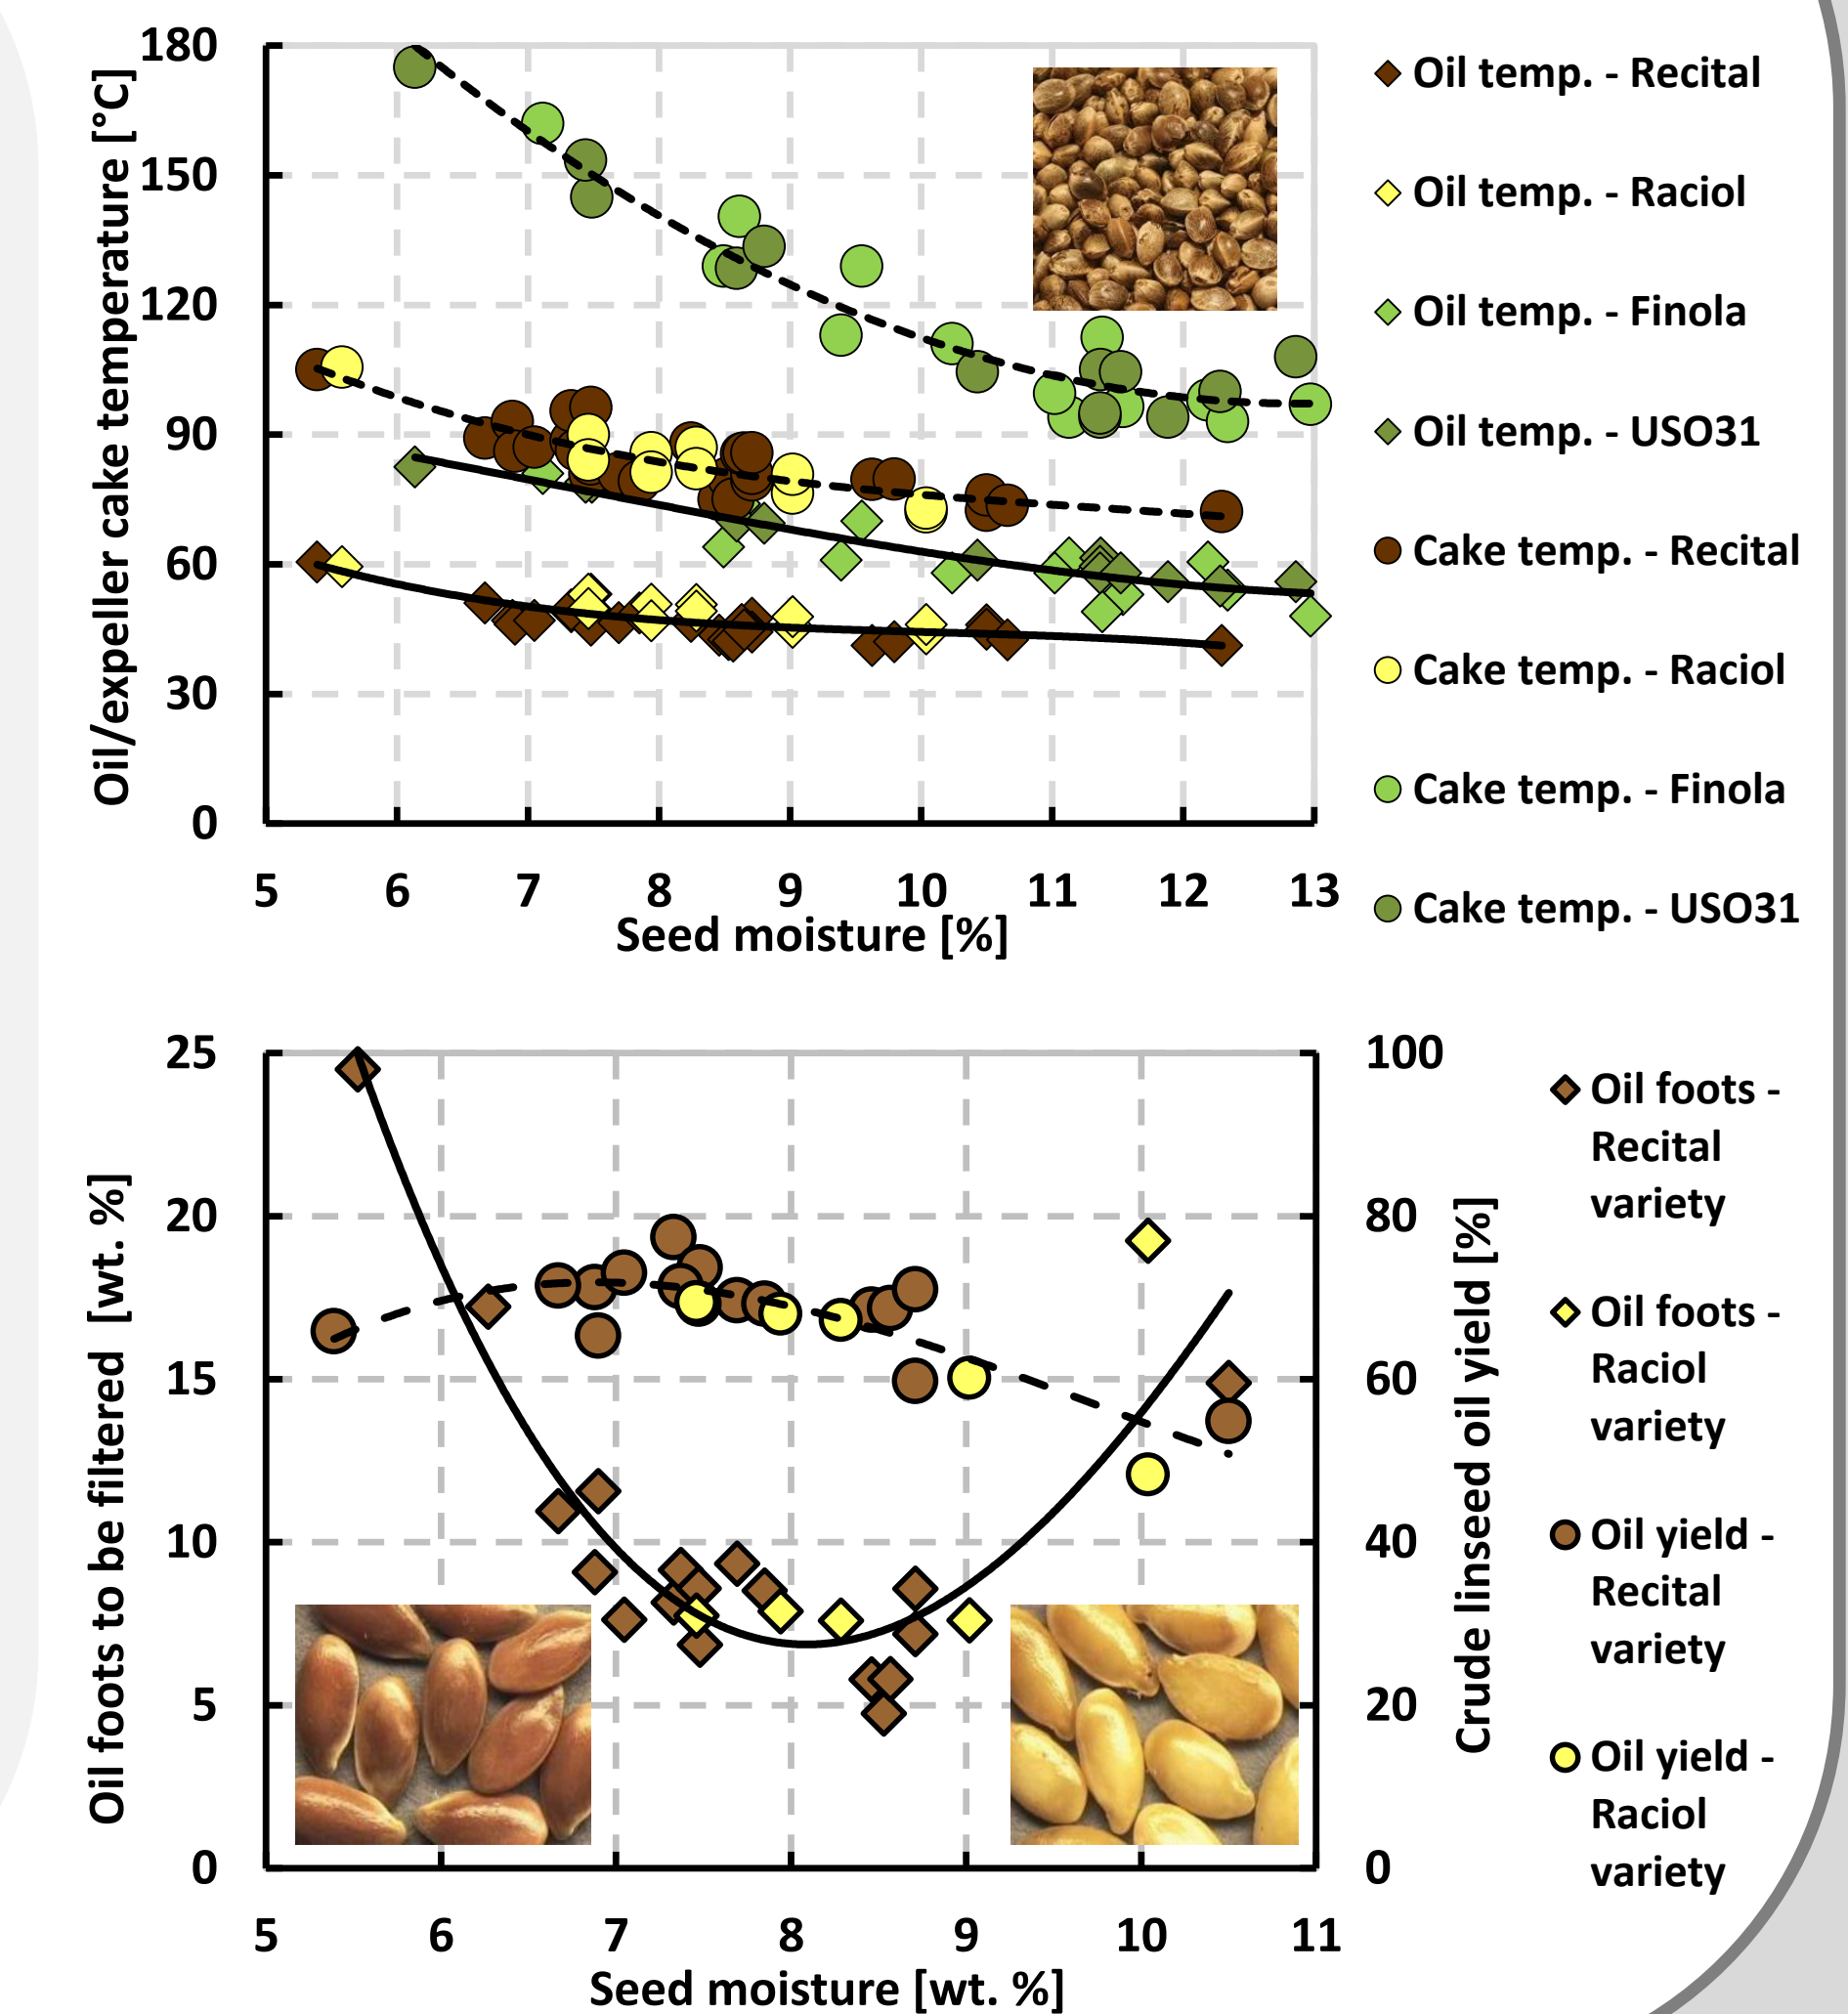 Oil/expeller cake temperature [°C]
180
150
120
90
60
30
0
5 6 7 8 9 10 11 12 13
Seed moisture [%]
Oil temp. - Recital
Oil temp. - Raciol
Oil temp. - Finola
Oil temp. - USO31
Cake temp. - Recital
Cake temp. - Raciol
Cake temp. - Finola
Cake temp. - USO31
Oil foots to be filtered [wt. %]
25
20
15
10
5
0
5 6 7 8 9 10 11
Seed moisture [wt. %]
100
80
60
40
20
0
Crude linseed oil yield [%]
Oil foots -
Recital
variety
Oil foots -
Raciol
variety
Oil yield -
Recital
variety
Oil yield -
Raciol
variety